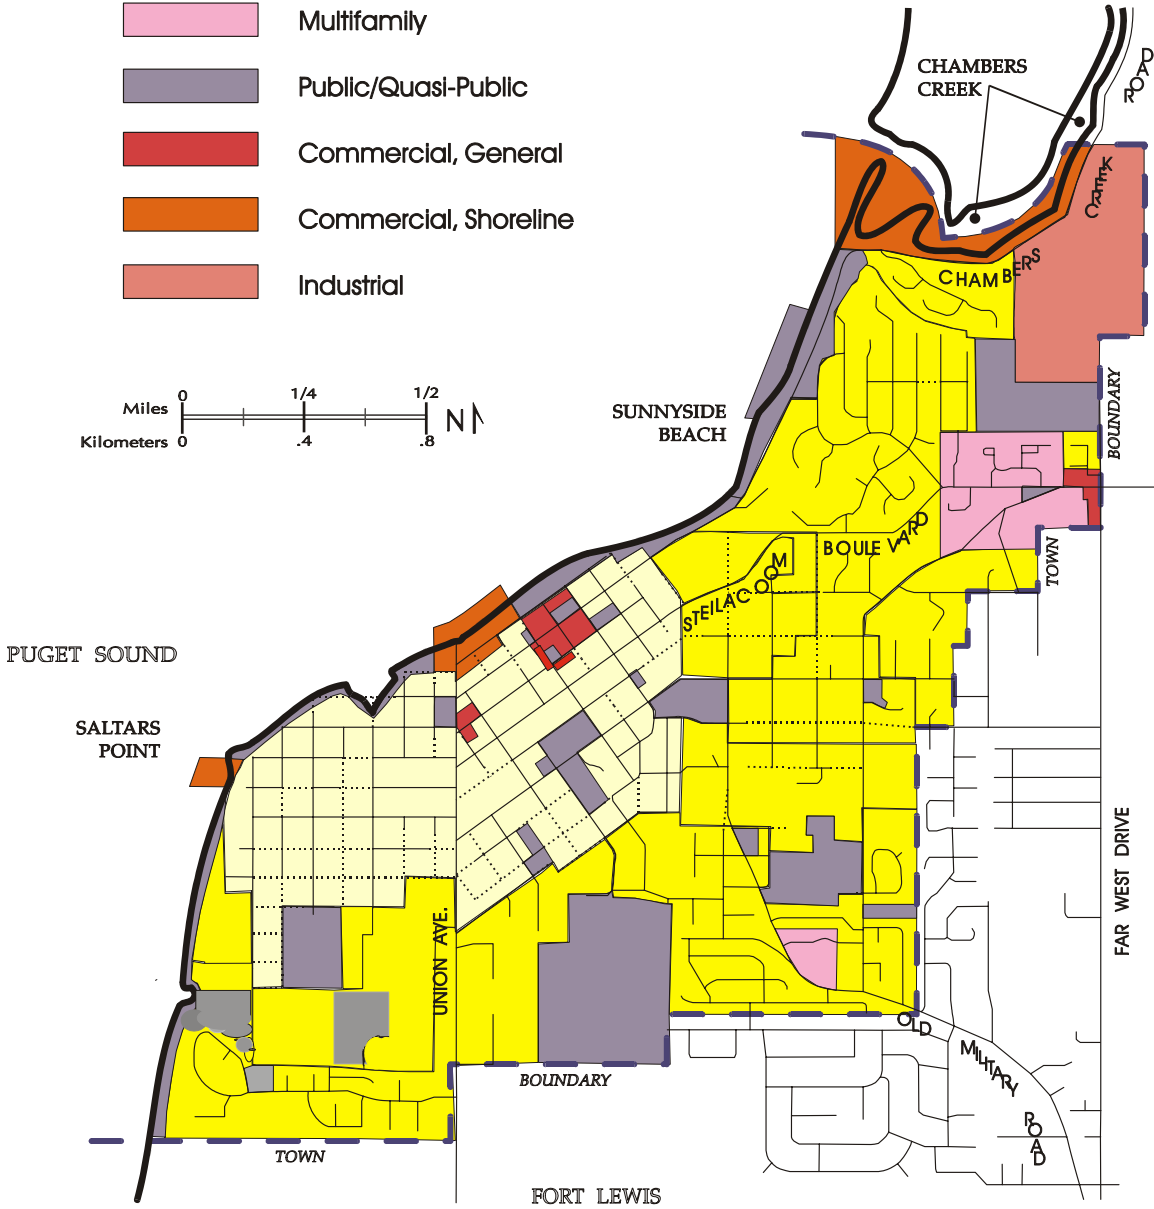 Multifamily
Public/Quasi-Public
Commercial, General
Commercial, Shoreline
Industrial
CHAMBERS
CREEK
CHAMBERS
CREEK
ROAD
0 1/4 1/2
Miles
Kilometers
0 .4 .8
N
SUNNYSIDE
BEACH
BOUNDARY
TOWN
STEILACOOM
BOULEVARD
PUGET SOUND
SALTARS
POINT
UNION AVE.
FAR WEST DRIVE
OLD
MILITARY
ROAD
BOUNDARY
TOWN
FORT LEWIS